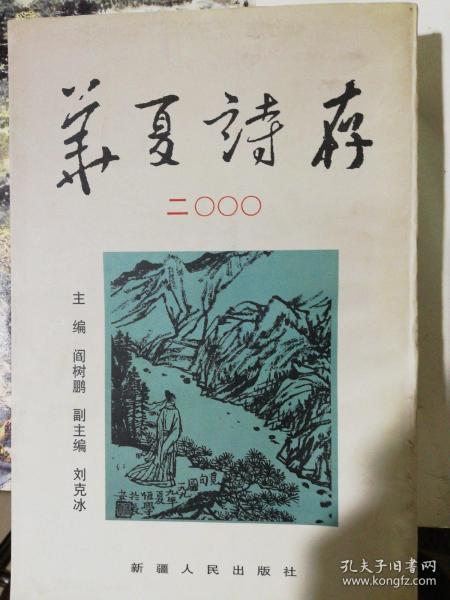 華夏詩存
二〇〇〇
主编 阎树鹏 副主编 刘克冰
新疆人民出版社
孔夫子旧书网
www.kongfz.com